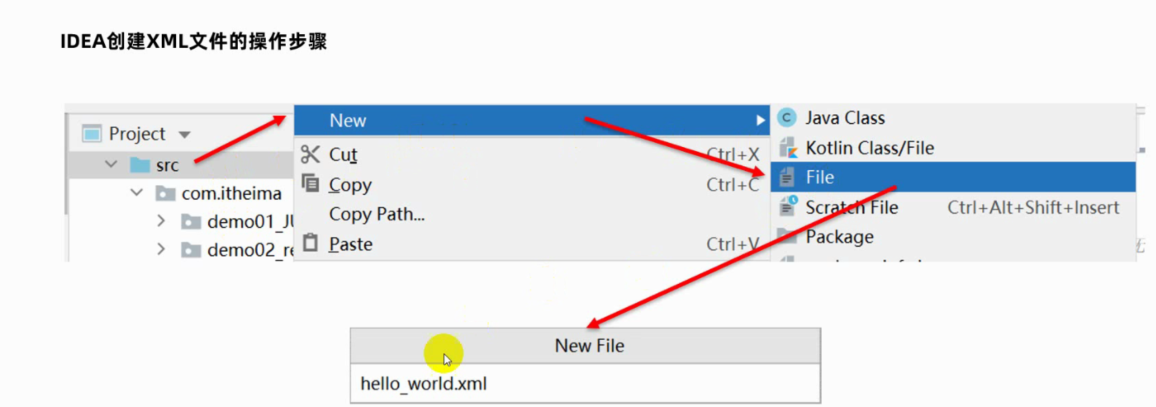 IDEA创建XML文件的操作步骤
Project
src
com.itheima
demo01_JU
demo02_re
New
Cut Ctrl+X
Copy Ctrl+C
Copy Path...
Paste Ctrl+V
Java Class
Kotlin Class/File
File
Scratch File Ctrl+Alt+Shift+Insert
Package
New File
hello_world.xml